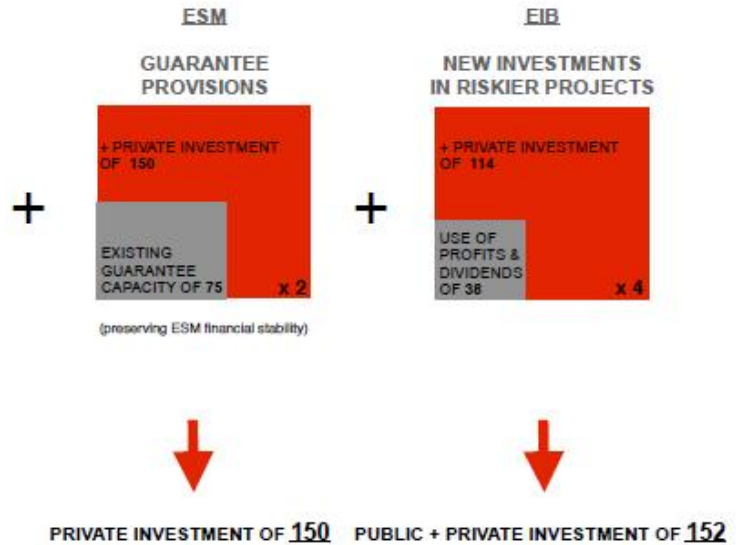 ESM
GUARANTEE
PROVISIONS
+
+ PRIVATE INVESTMENT
OF 150
EXISTING
GUARANTEE
CAPACITY OF 75
x 2
(preserving ESM financial stability)
PRIVATE INVESTMENT OF 150
EIB
NEW INVESTMENTS
IN RISKIER PROJECTS
+
+ PRIVATE INVESTMENT
OF 114
USE OF
PROFITS &
DIVIDENDS
OF 38
x 4
PUBLIC + PRIVATE INVESTMENT OF 152